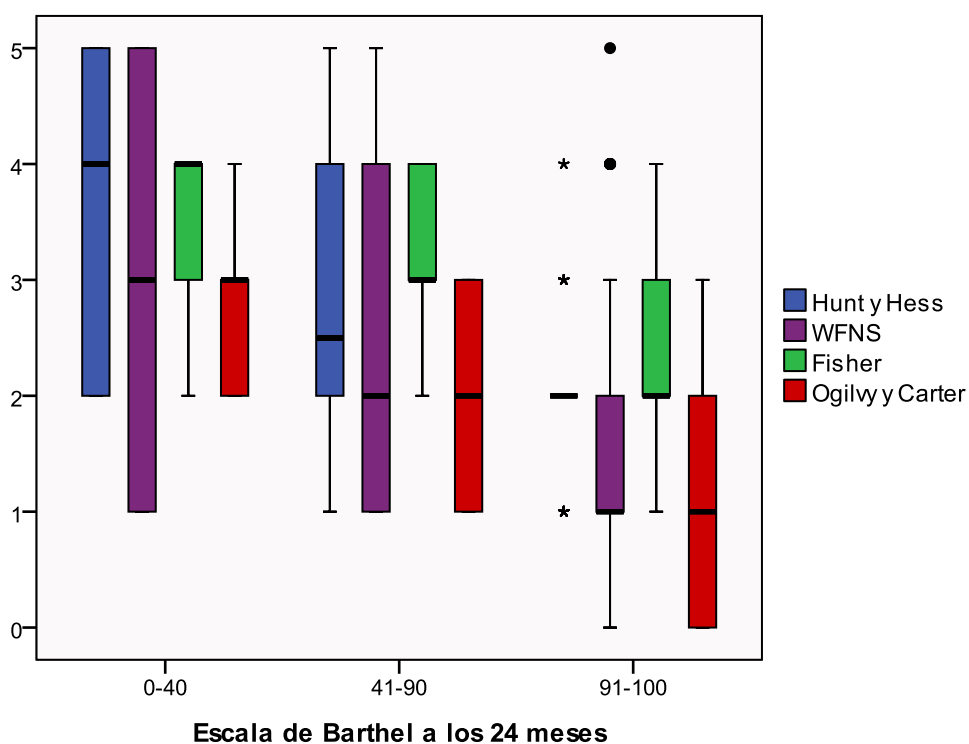 5
4
3
2
1
0
0-40
41-90
91-100
Escala de Barthel a los 24 meses
Hunt y Hess
WFNS
Fisher
Ogilvy y Carter